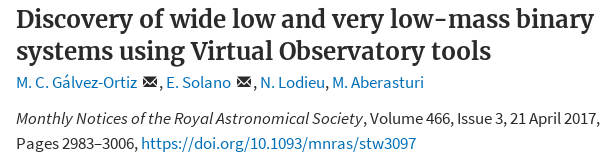 Discovery of wide low and very low-mass binary
systems using Virtual Observatory tools
M. C. Gálvez-Ortiz, E. Solano, N. Lodieu, M. Aberasturi
Monthly Notices of the Royal Astronomical Society, Volume 466, Issue 3, 21 April 2017,
Pages 2983–3006, https://doi.org/10.1093/mnras/stw3097